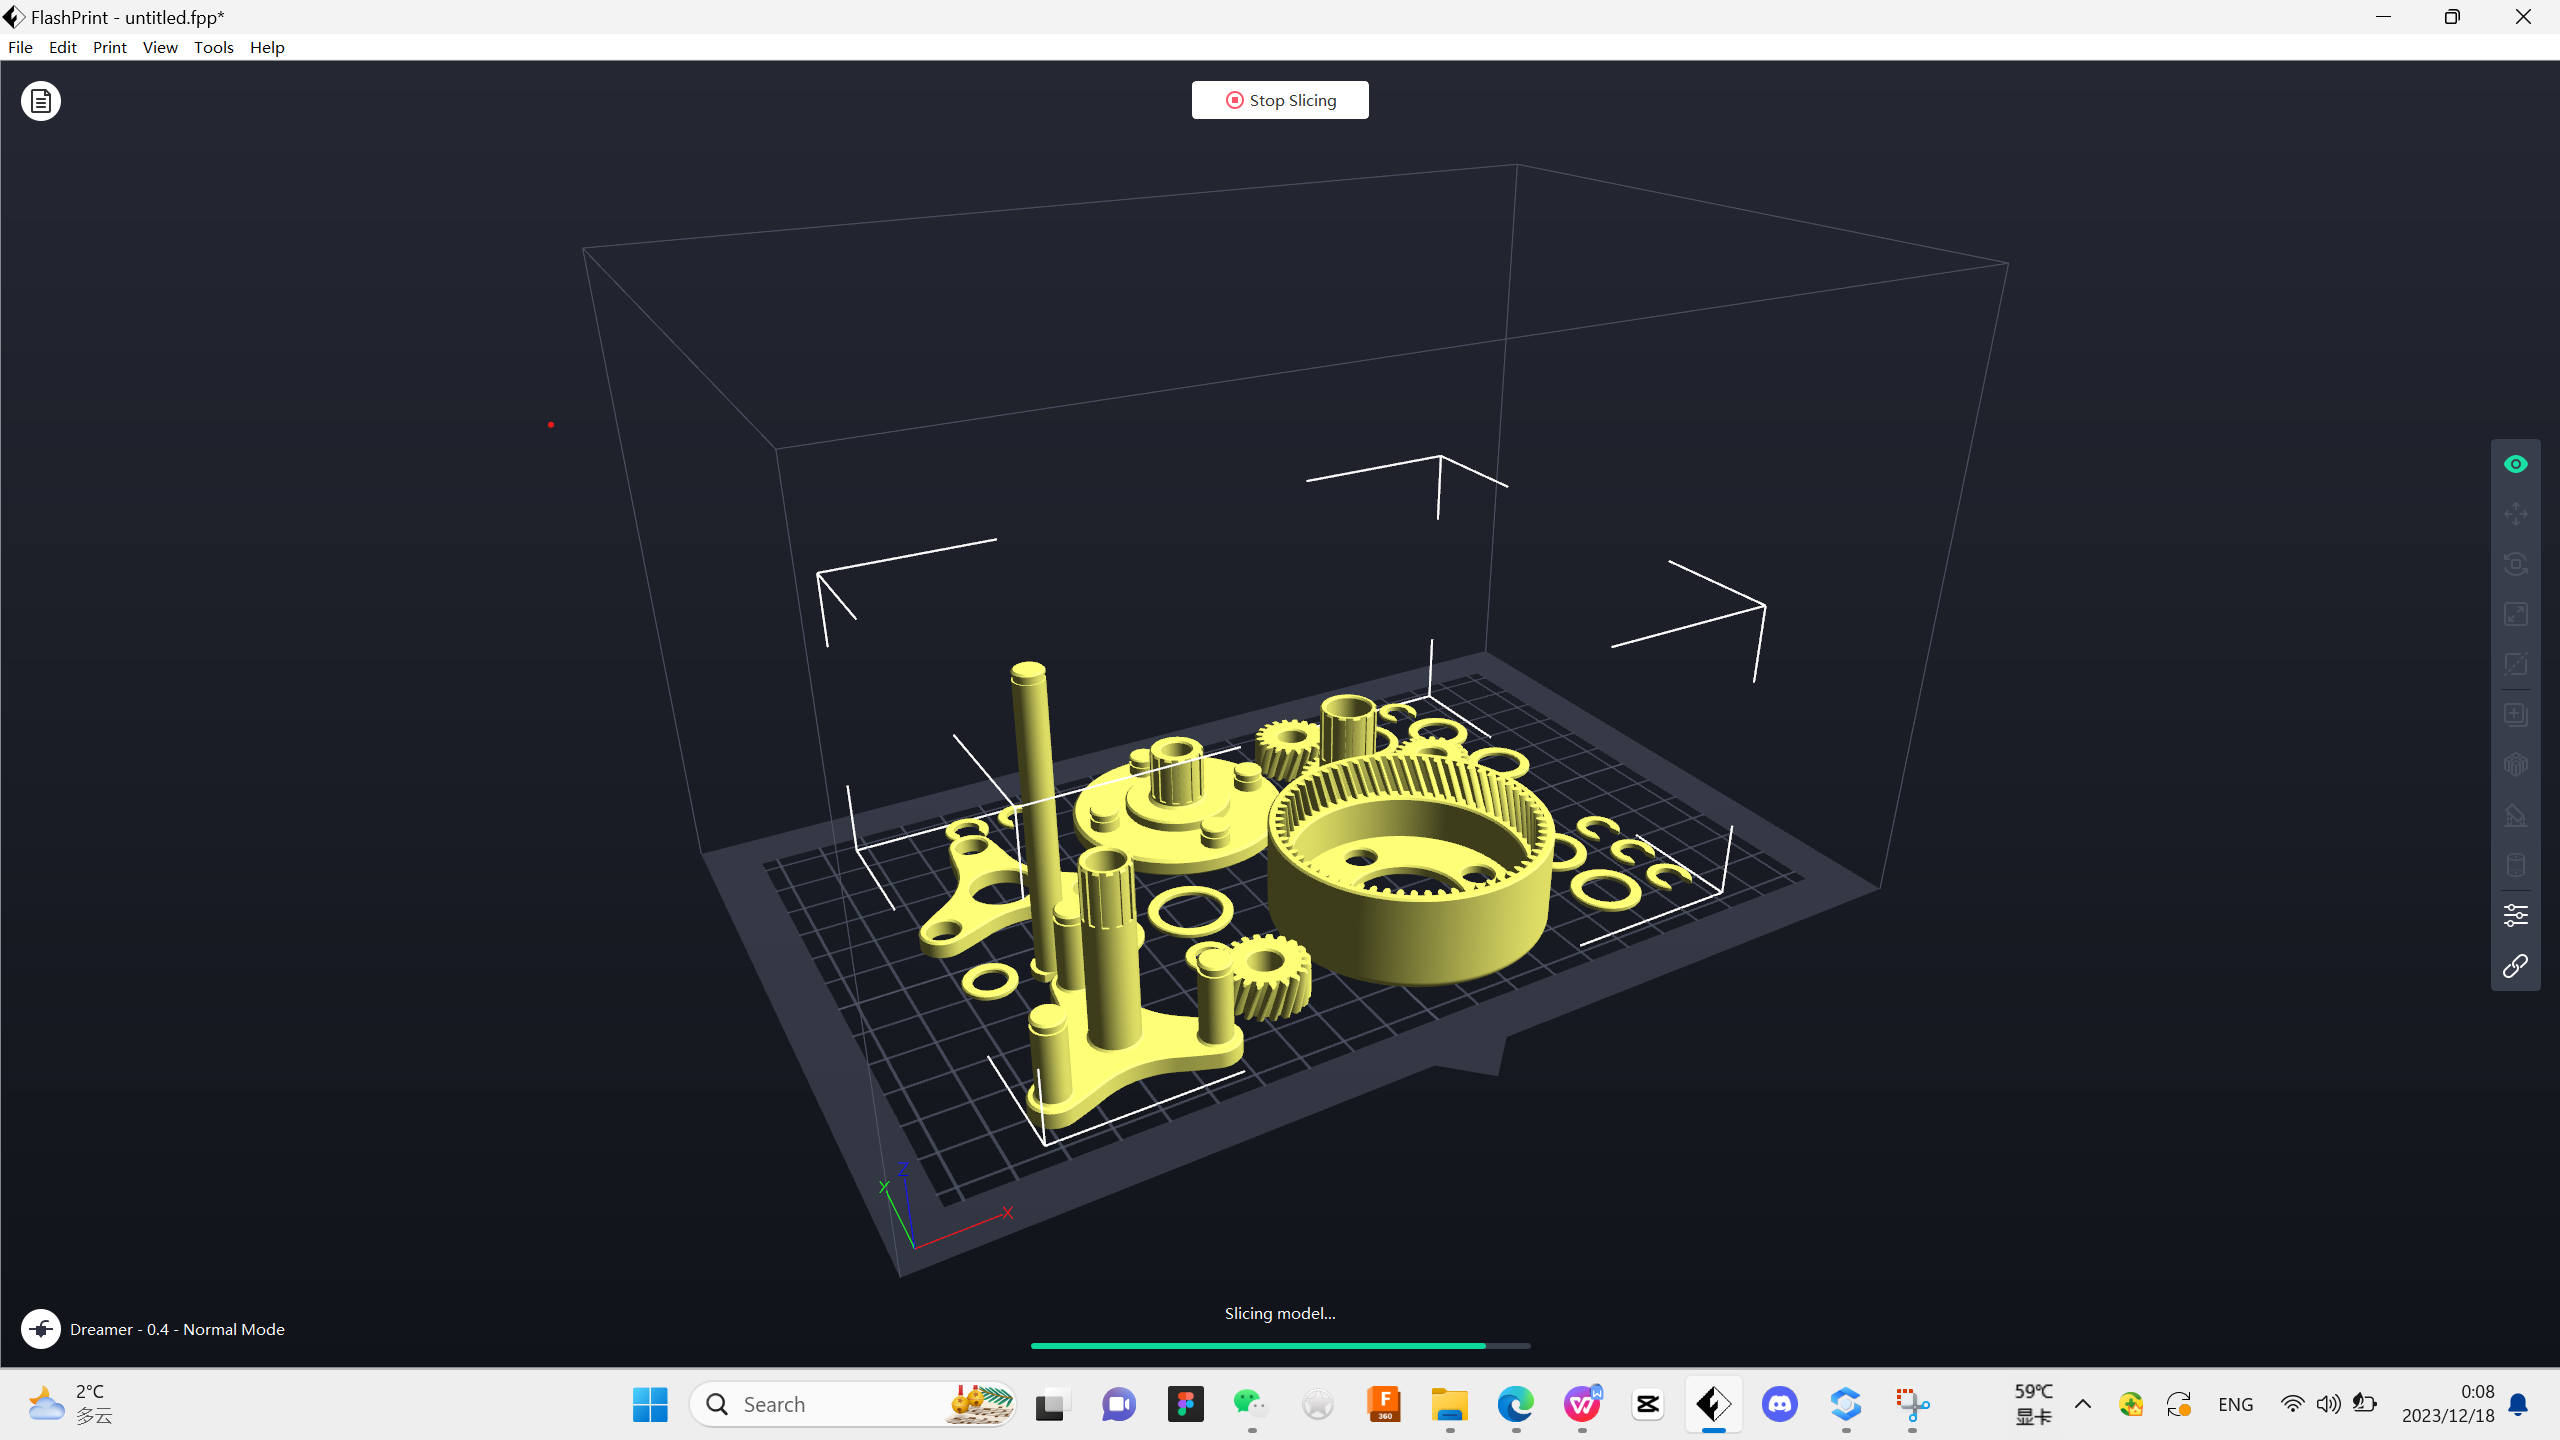 FlashPrint - untitled.fpp*
File Edit Print View Tools Help
Stop Slicing
Z
Y
X
Slicing model...
Dreamer - 0.4 - Normal Mode
2°C
多云
Search
F
360
W
59℃
显卡
ENG
0:08
2023/12/18